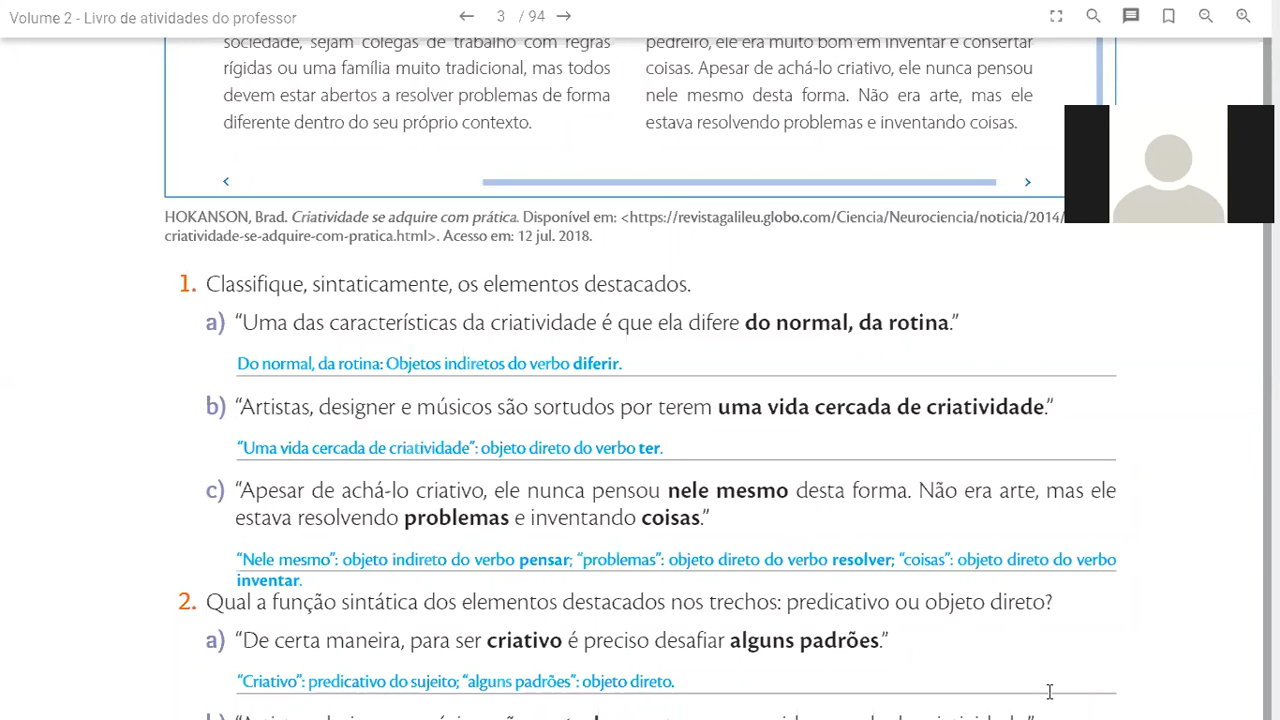 Volume 2 - Livro de atividades do professor
3 / 94
sociedade, sejam colegas de trabalho com regras
rígidas ou uma família muito tradicional, mas todos
devem estar abertos a resolver problemas de forma
diferente dentro do seu próprio contexto.
pedreiro, ele era muito bom em inventar e consertar
coisas. Apesar de achá-lo criativo, ele nunca pensou
nele mesmo desta forma. Não era arte, mas ele
estava resolvendo problemas e inventando coisas.
HOKANSON, Brad. Criatividade se adquire com prática. Disponível em: <https://revistagalileu.globo.com/Ciencia/Neurociencia/noticia/2014/
criatividade-se-adquire-com-pratica.html>. Acesso em: 12 jul. 2018.
1. Classifique, sintaticamente, os elementos destacados.
a) “Uma das características da criatividade é que ela difere do normal, da rotina.”
Do normal, da rotina: Objetos indiretos do verbo diferir.
b) “Artistas, designer e músicos são sortudos por terem uma vida cercada de criatividade.”
“Uma vida cercada de criatividade”: objeto direto do verbo ter.
c) “Apesar de achá-lo criativo, ele nunca pensou nele mesmo desta forma. Não era arte, mas ele
estava resolvendo problemas e inventando coisas.”
“Nele mesmo”: objeto indireto do verbo pensar; “problemas”: objeto direto do verbo resolver; “coisas”: objeto direto do verbo
inventar.
2. Qual a função sintática dos elementos destacados nos trechos: predicativo ou objeto direto?
a) “De certa maneira, para ser criativo é preciso desafiar alguns padrões.”
“Criativo”: predicativo do sujeito; “alguns padrões”: objeto direto.